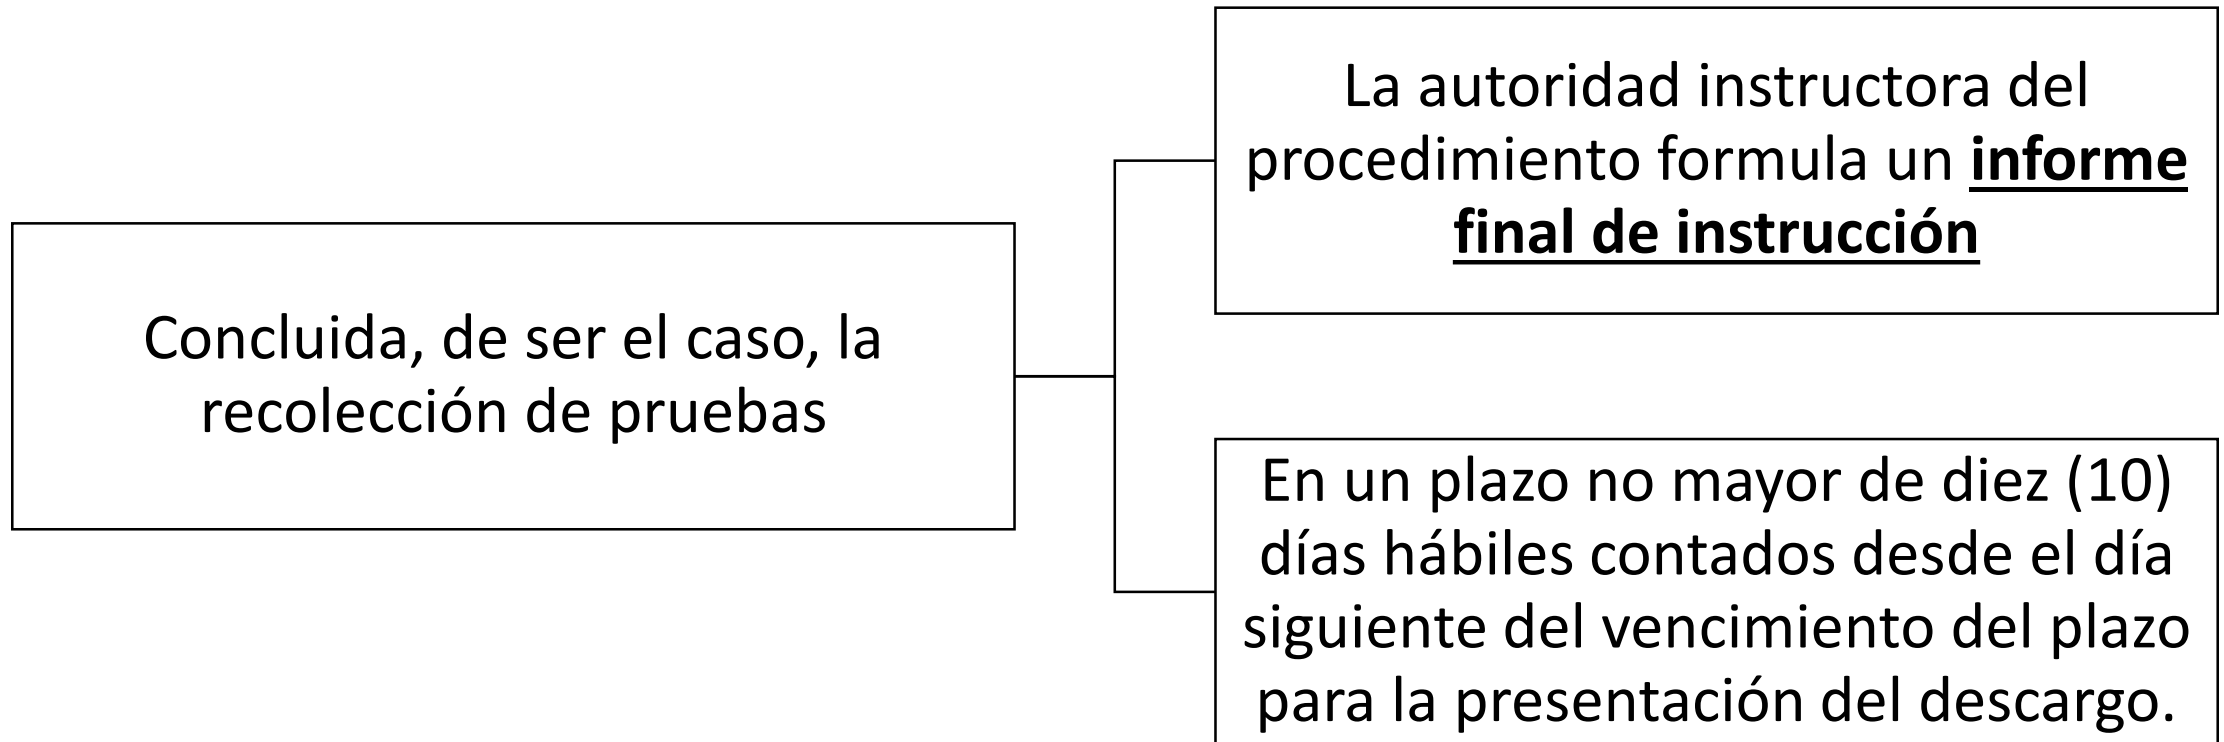 Concluida, de ser el caso, la
recolección de pruebas
La autoridad instructora del
procedimiento formula un informe
final de instrucción
En un plazo no mayor de diez (10)
días hábiles contados desde el día
siguiente del vencimiento del plazo
para la presentación del descargo.